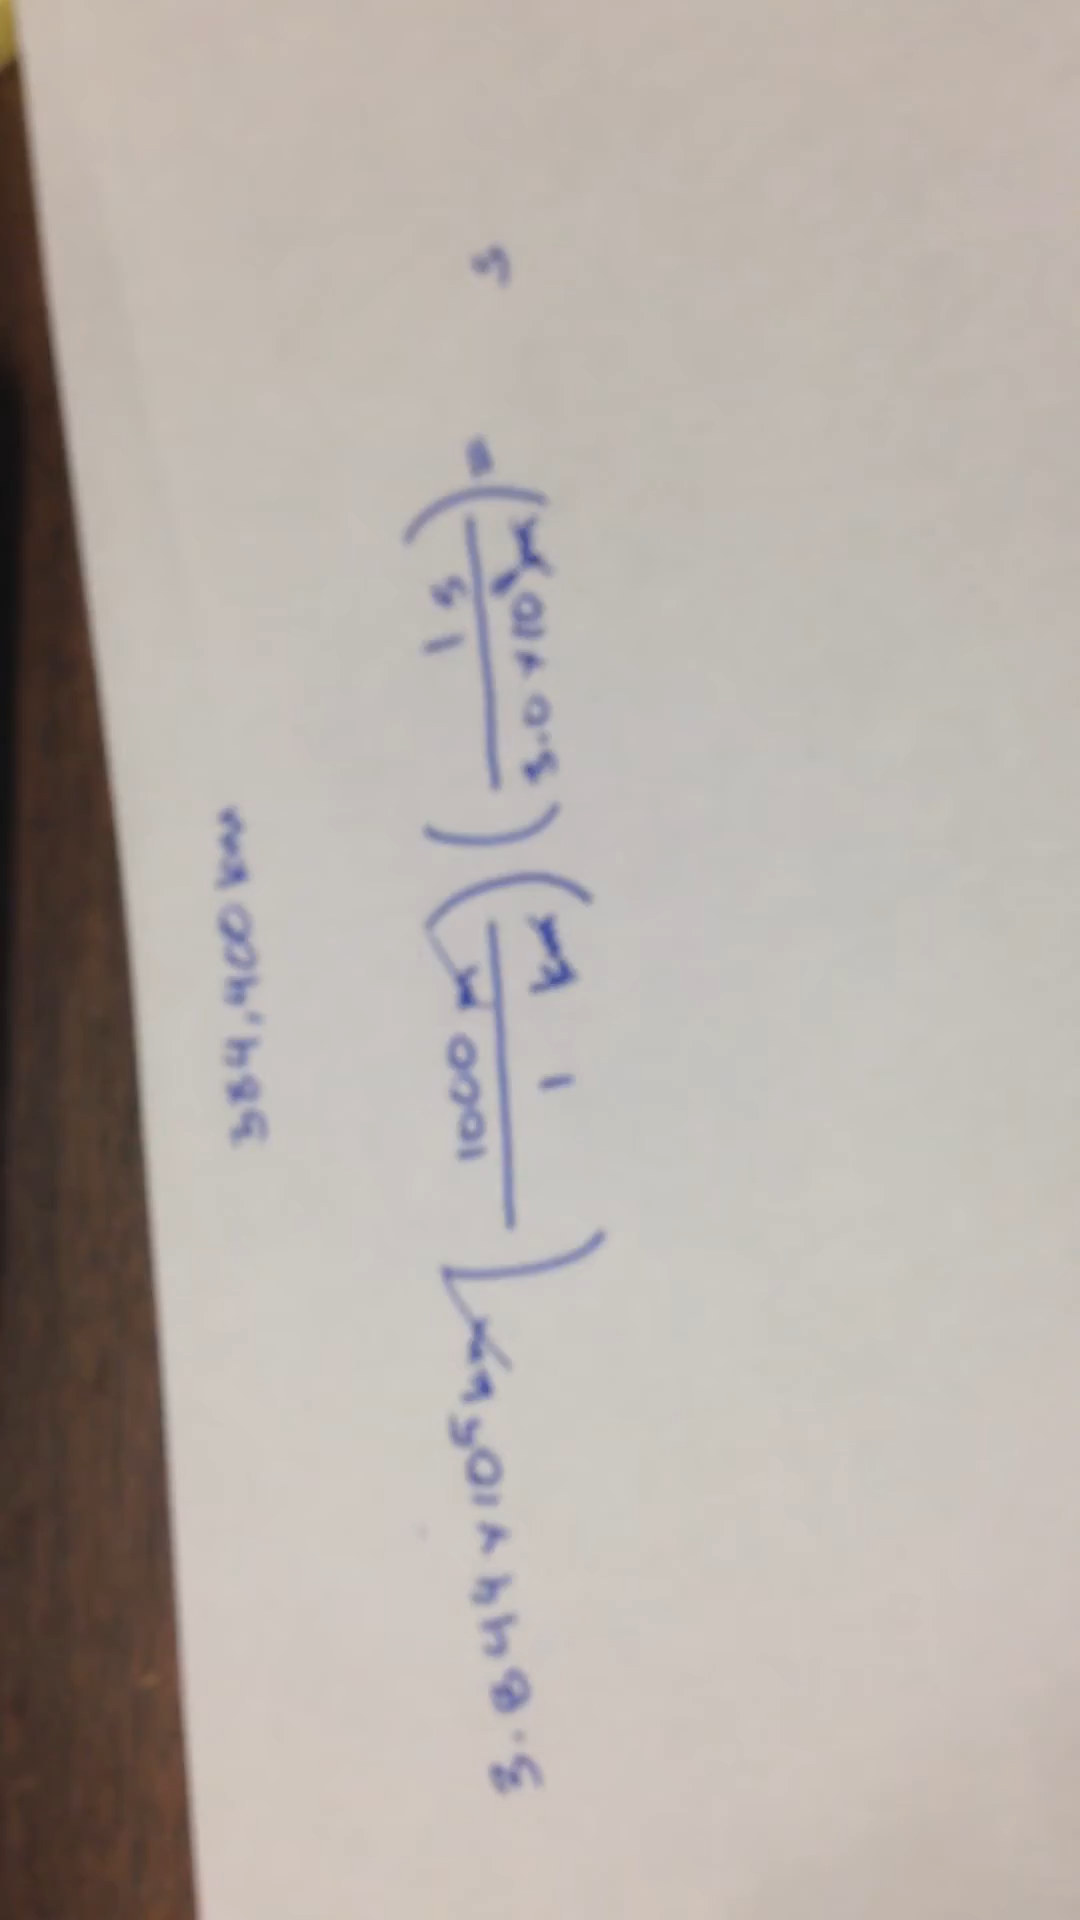 384,400 km
3.844 × 10⁵ km (1000 m / 1 km) (1 s / 3.0 × 10⁸ m) = s